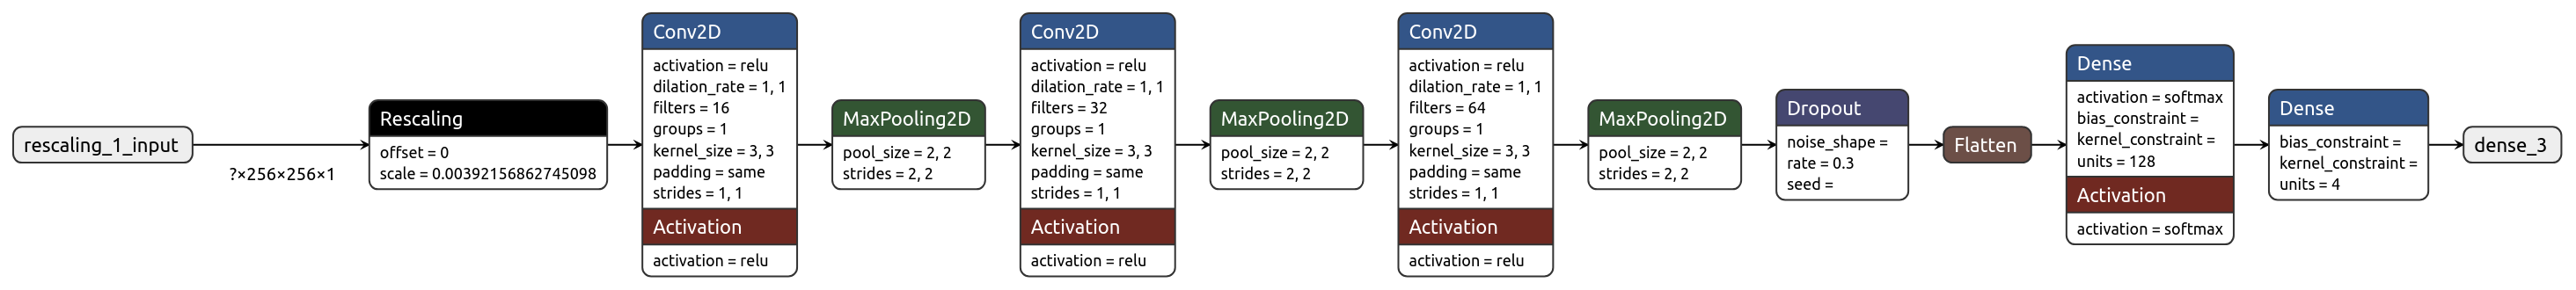 rescaling_1_input
?×256×256×1
Rescaling
offset = 0
scale = 0.00392156862745098
Conv2D
activation = relu
dilation_rate = 1, 1
filters = 16
groups = 1
kernel_size = 3, 3
padding = same
strides = 1, 1
Activation
activation = relu
MaxPooling2D
pool_size = 2, 2
strides = 2, 2
Conv2D
activation = relu
dilation_rate = 1, 1
filters = 32
groups = 1
kernel_size = 3, 3
padding = same
strides = 1, 1
Activation
activation = relu
MaxPooling2D
pool_size = 2, 2
strides = 2, 2
Conv2D
activation = relu
dilation_rate = 1, 1
filters = 64
groups = 1
kernel_size = 3, 3
padding = same
strides = 1, 1
Activation
activation = relu
MaxPooling2D
pool_size = 2, 2
strides = 2, 2
Dropout
noise_shape =
rate = 0.3
seed =
Flatten
Dense
activation = softmax
bias_constraint =
kernel_constraint =
units = 128
Activation
activation = softmax
Dense
bias_constraint =
kernel_constraint =
units = 4
dense_3